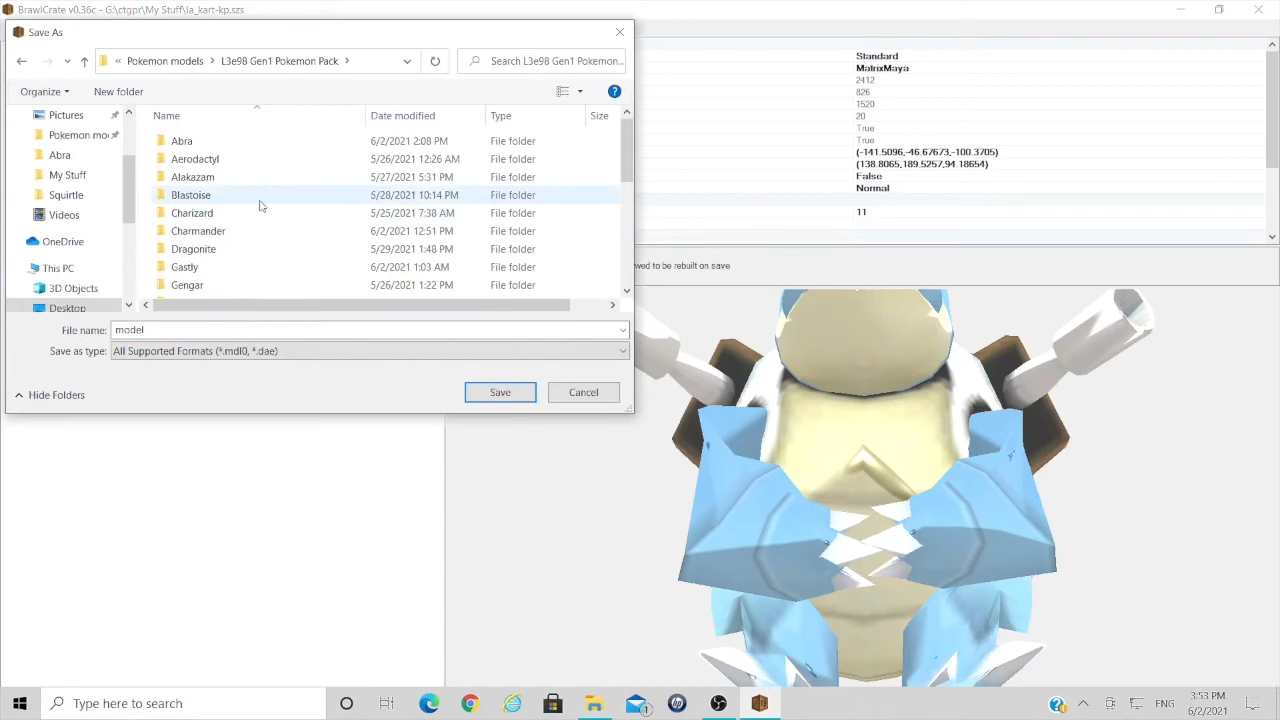 BrawlCrate v0.36c - G:\ctgpr\My Stuff\la_kart-kp.szs
Save As
« Pokemon models > L3e98 Gen1 Pokemon Pack >
Search L3e98 Gen1 Pokemon...
Organize
New folder
Name Date modified Type Size
Pictures
Pokemon mo
Abra
My Stuff
Squirtle
Videos
OneDrive
This PC
3D Objects
Desktop
Abra 6/2/2021 2:08 PM File folder
Aerodactyl 5/26/2021 12:26 AM File folder
Alakazam 5/27/2021 5:31 PM File folder
Blastoise 5/28/2021 10:14 PM File folder
Charizard 5/25/2021 7:38 AM File folder
Charmander 6/2/2021 12:51 PM File folder
Dragonite 5/29/2021 1:48 PM File folder
Gastly 6/2/2021 1:03 AM File folder
Gengar 5/26/2021 1:22 PM File folder
File name: model
Save as type: All Supported Formats (*.mdl0, *.dae)
Hide Folders
Save
Cancel
Standard
MatrixMaya
2412
826
1520
20
True
True
(-141.5096,-46.67673,-100.3705)
(138.8065,189.5257,94.18654)
False
Normal
11
wed to be rebuilt on save
Type here to search
1
ENG
3:53 PM
6/2/2021